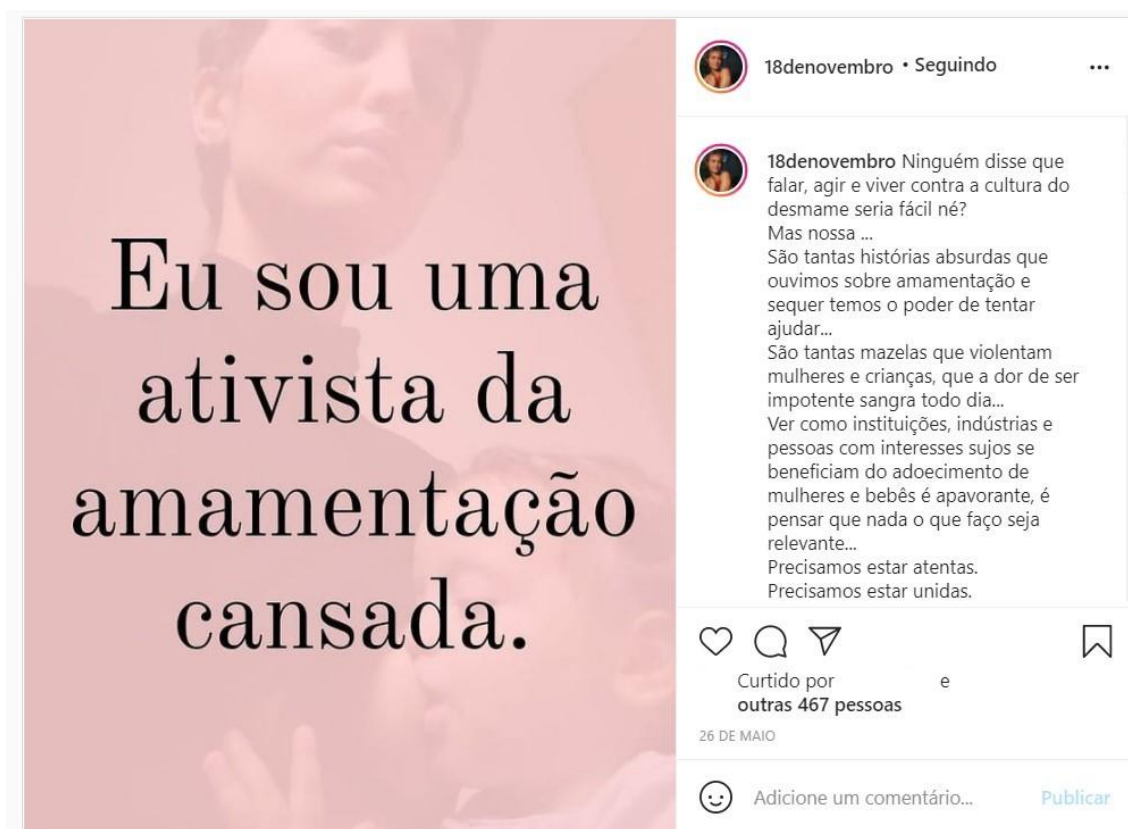 Eu sou uma
ativista da
amamentação
cansada.
18denovembro • Seguindo
18denovembro Ninguém disse que
falar, agir e viver contra a cultura do
desmame seria fácil né?
Mas nossa ...
São tantas histórias absurdas que
ouvimos sobre amamentação e
sequer temos o poder de tentar
ajudar...
São tantas mazelas que violentam
mulheres e crianças, que a dor de ser
impotente sangra todo dia...
Ver como instituições, indústrias e
pessoas com interesses sujos se
beneficiam do adoecimento de
mulheres e bebês é apavorante, é
pensar que nada o que faço seja
relevante...
Precisamos estar atentas.
Precisamos estar unidas.
Curtido por e
outras 467 pessoas
26 DE MAIO
Adicione um comentário... Publicar